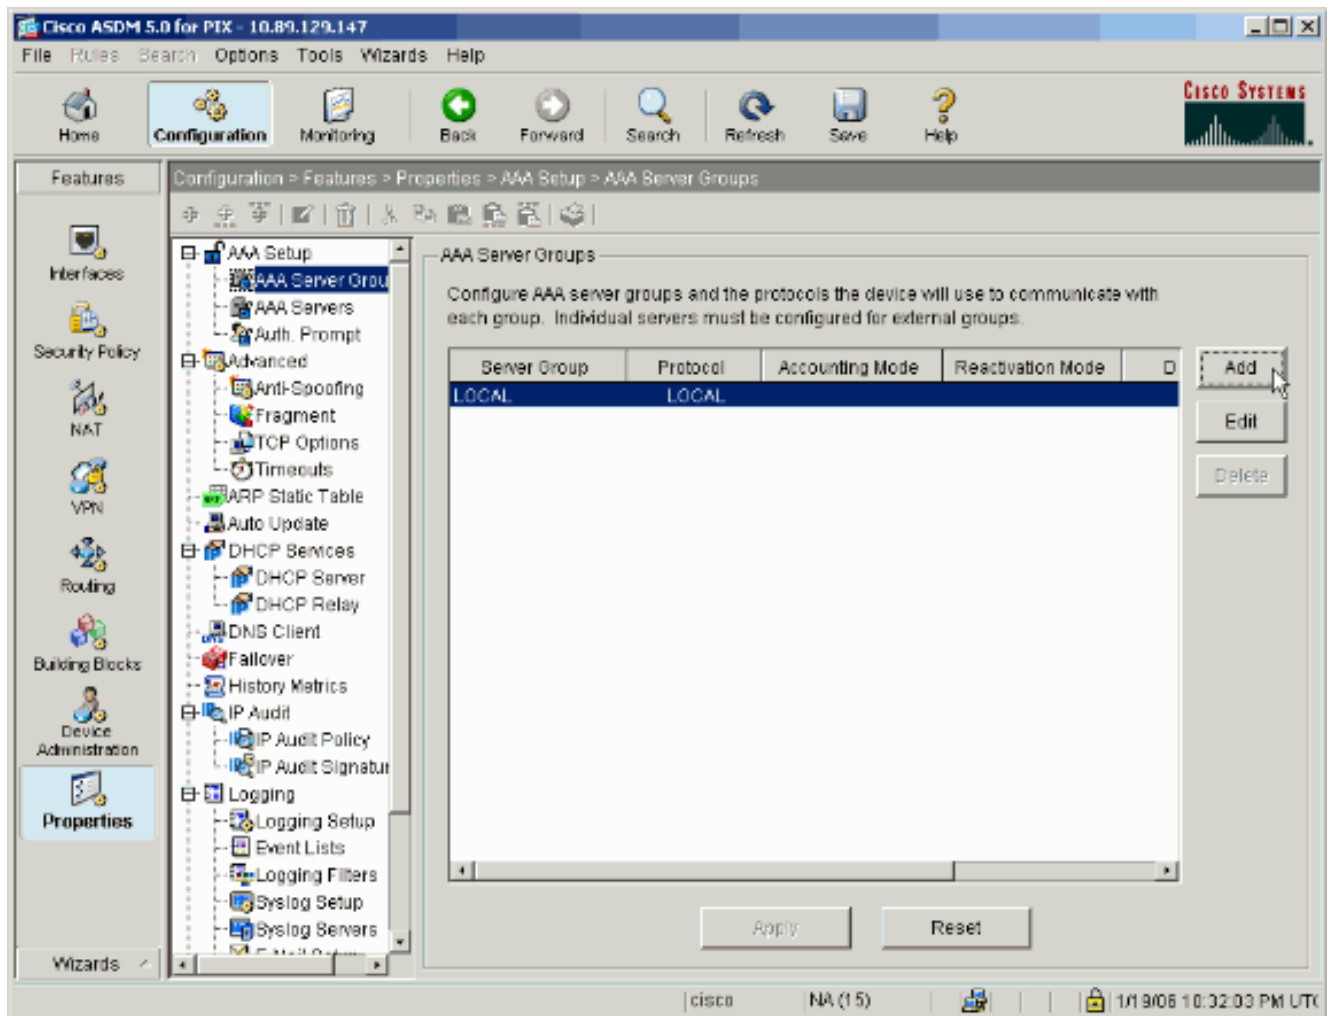 Cisco ASDM 5.0 for PIX - 10.89.129.147
File Rules Search Options Tools Wizards Help
Home Configuration Monitoring Back Forward Search Refresh Save Help
CISCO SYSTEMS
Features
Configuration > Features > Properties > AAA Setup > AAA Server Groups
Interfaces
Security Policy
NAT
VPN
Routing
Building Blocks
Device
Administration
Properties
Wizards
AAA Setup
AAA Server Grou
AAA Servers
Auth. Prompt
Advanced
Anti-Spoofing
Fragment
TCP Options
Timeouts
ARP Static Table
Auto Update
DHCP Services
DHCP Server
DHCP Relay
DNS Client
Failover
History Metrics
IP Audit
IP Audit Policy
IP Audit Signatur
Logging
Logging Setup
Event Lists
Logging Filters
Syslog Setup
Syslog Servers
AAA Server Groups
Configure AAA server groups and the protocols the device will use to communicate with
each group. Individual servers must be configured for external groups.
Server Group Protocol Accounting Mode Reactivation Mode D
LOCAL LOCAL
Add
Edit
Delete
Apply Reset
cisco NA (15) 1/19/06 10:32:03 PM UTC